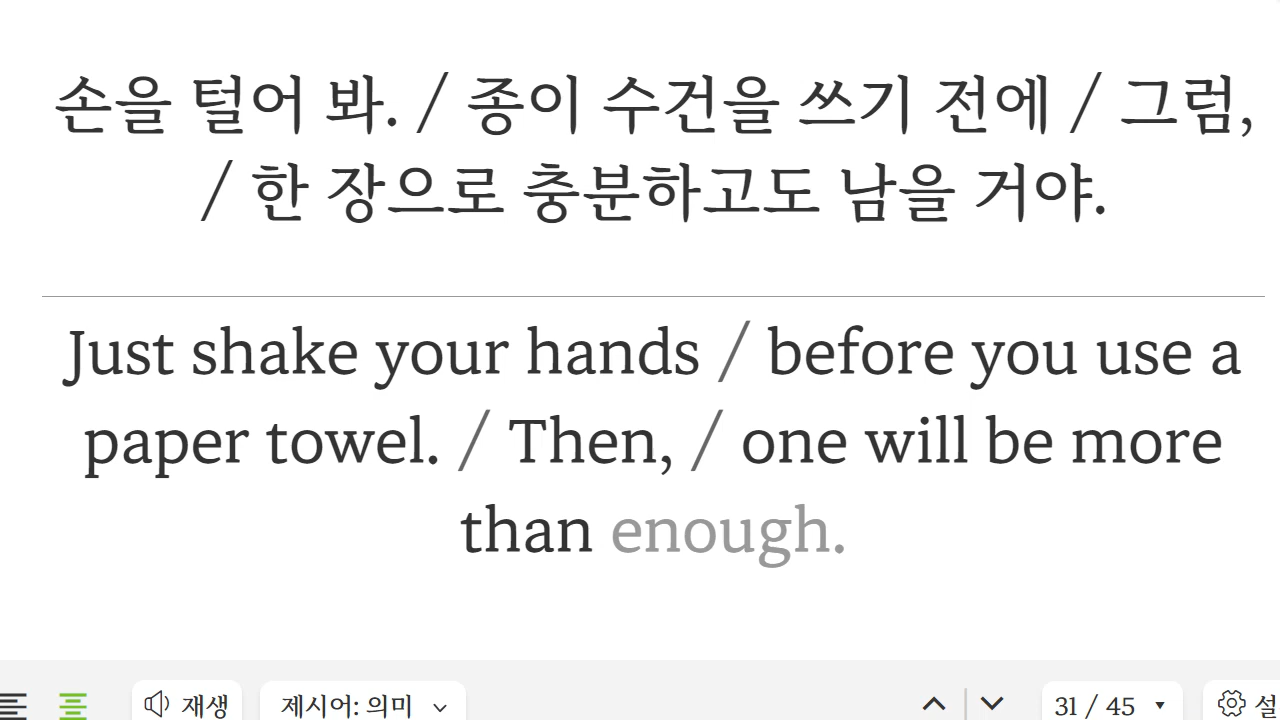 손을 털어 봐. / 종이 수건을 쓰기 전에 / 그럼,
/ 한 장으로 충분하고도 남을 거야.
Just shake your hands / before you use a
paper towel. / Then, / one will be more
than enough.
재생 제시어: 의미 31 / 45 설